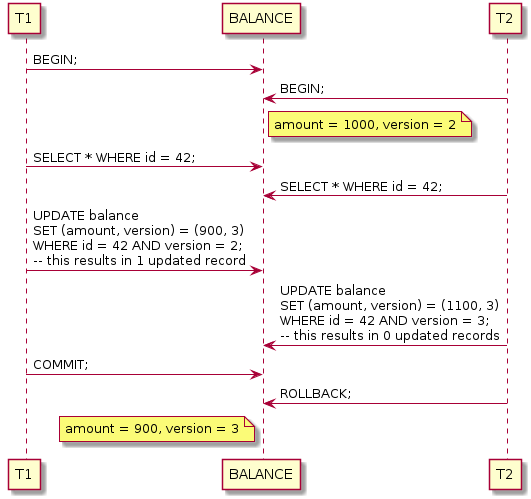 T1
BALANCE
T2
BEGIN;
BEGIN;
amount = 1000, version = 2
SELECT * WHERE id = 42;
SELECT * WHERE id = 42;
UPDATE balance
SET (amount, version) = (900, 3)
WHERE id = 42 AND version = 2;
-- this results in 1 updated record
UPDATE balance
SET (amount, version) = (1100, 3)
WHERE id = 42 AND version = 3;
-- this results in 0 updated records
COMMIT;
ROLLBACK;
amount = 900, version = 3
T1
BALANCE
T2